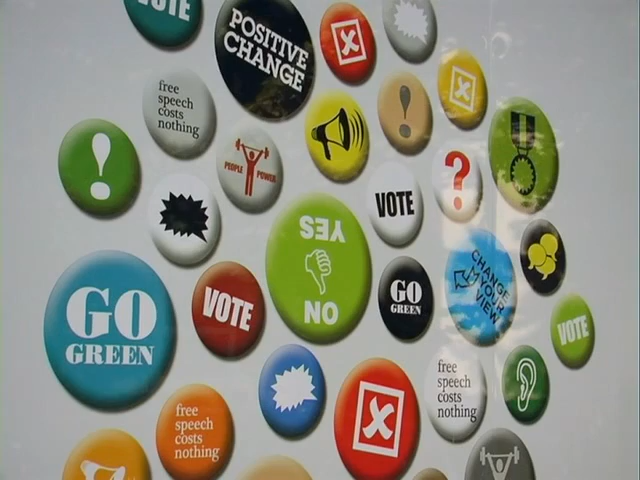 VOTE
POSITIVE
CHANGE
X
X
free
speech
costs
nothing
!
!
PEOPLE POWER
?
VOTE
YES
NO
GO
GREEN
CHANGE
YOUR
VIEW
GO
GREEN
VOTE
VOTE
free
speech
costs
nothing
X
free
speech
costs
nothing